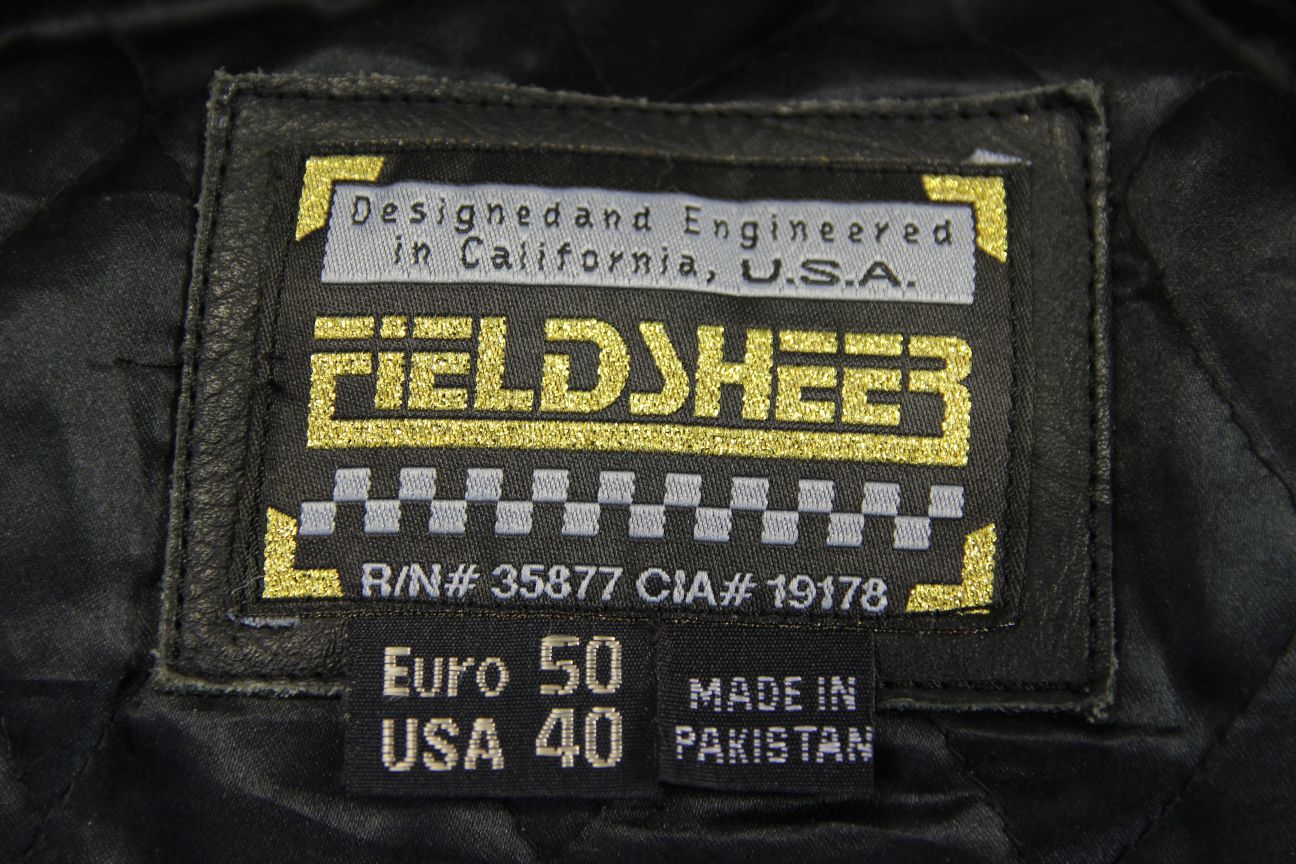 Designedand Engineered
in California, U.S.A.
FiELDSHEER
R/N# 35877 CIA# 19178
Euro 50
USA 40
MADE IN
PAKISTAN